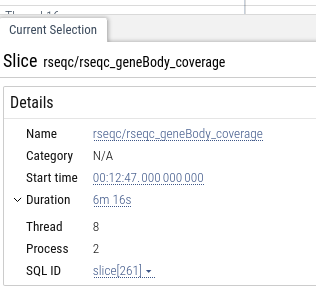 Thread 16
Current Selection
Slice rseqc/rseqc_geneBody_coverage
Details
Name rseqc/rseqc_geneBody_coverage
Category N/A
Start time 00:12:47.000 000 000
Duration 6m 16s
Thread 8
Process 2
SQL ID slice[261]